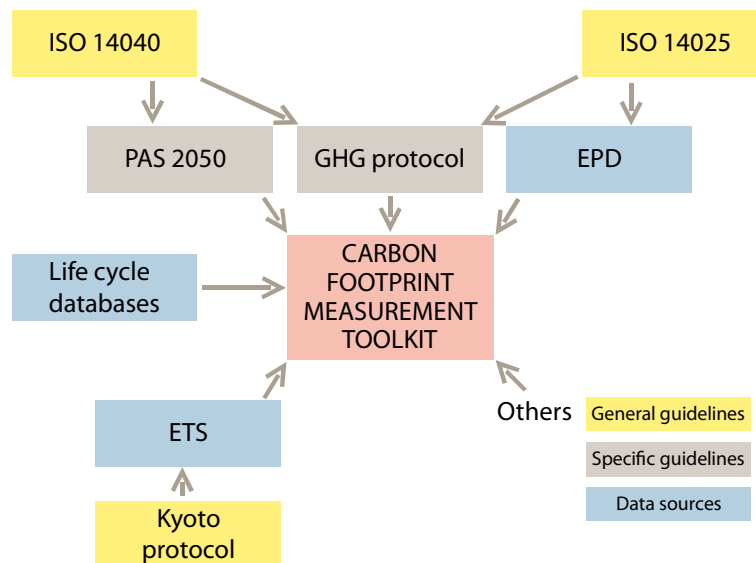 ISO 14040
ISO 14025
PAS 2050
GHG protocol
EPD
CARBON
FOOTPRINT
MEASUREMENT
TOOLKIT
Life cycle
databases
Others
ETS
Kyoto
protocol
General guidelines
Specific guidelines
Data sources